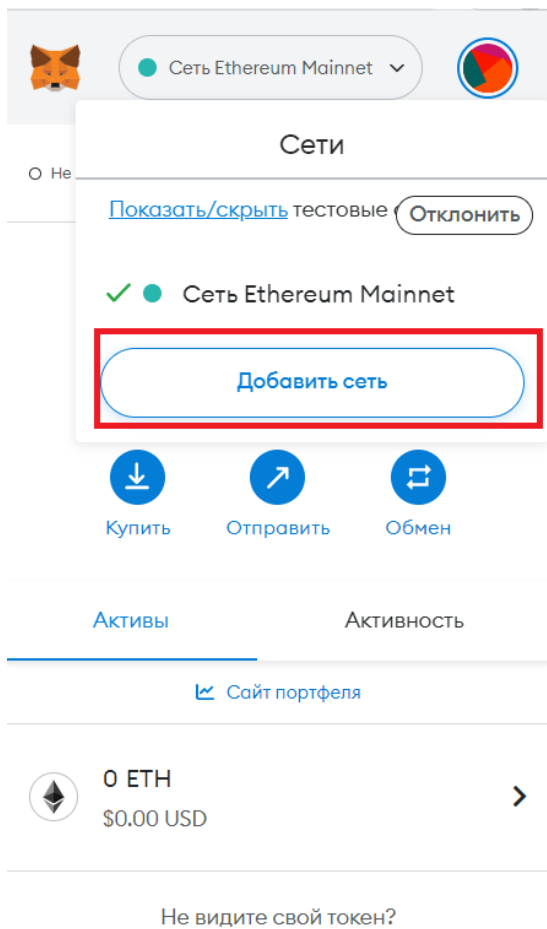 Сеть Ethereum Mainnet
Сети
Не
Показать/скрыть тестовые
Отклонить
Сеть Ethereum Mainnet
Добавить сеть
Купить Отправить Обмен
Активы Активность
Сайт портфеля
0 ETH
$0.00 USD
Не видите свой токен?